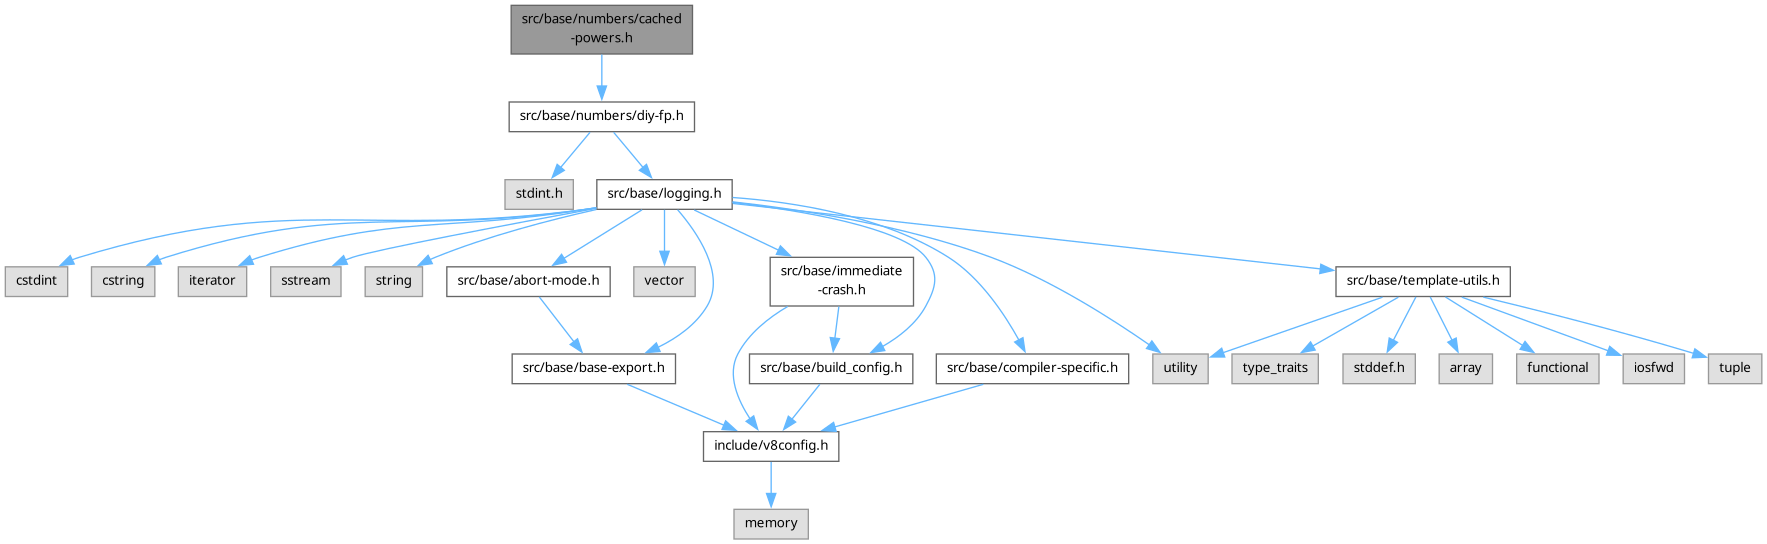 src/base/numbers/cached
-powers.h
src/base/numbers/diy-fp.h
stdint.h
src/base/logging.h
cstdint
cstring
iterator
sstream
string
src/base/abort-mode.h
vector
src/base/immediate
-crash.h
src/base/template-utils.h
src/base/base-export.h
src/base/build_config.h
src/base/compiler-specific.h
utility
type_traits
stddef.h
array
functional
iosfwd
tuple
include/v8config.h
memory